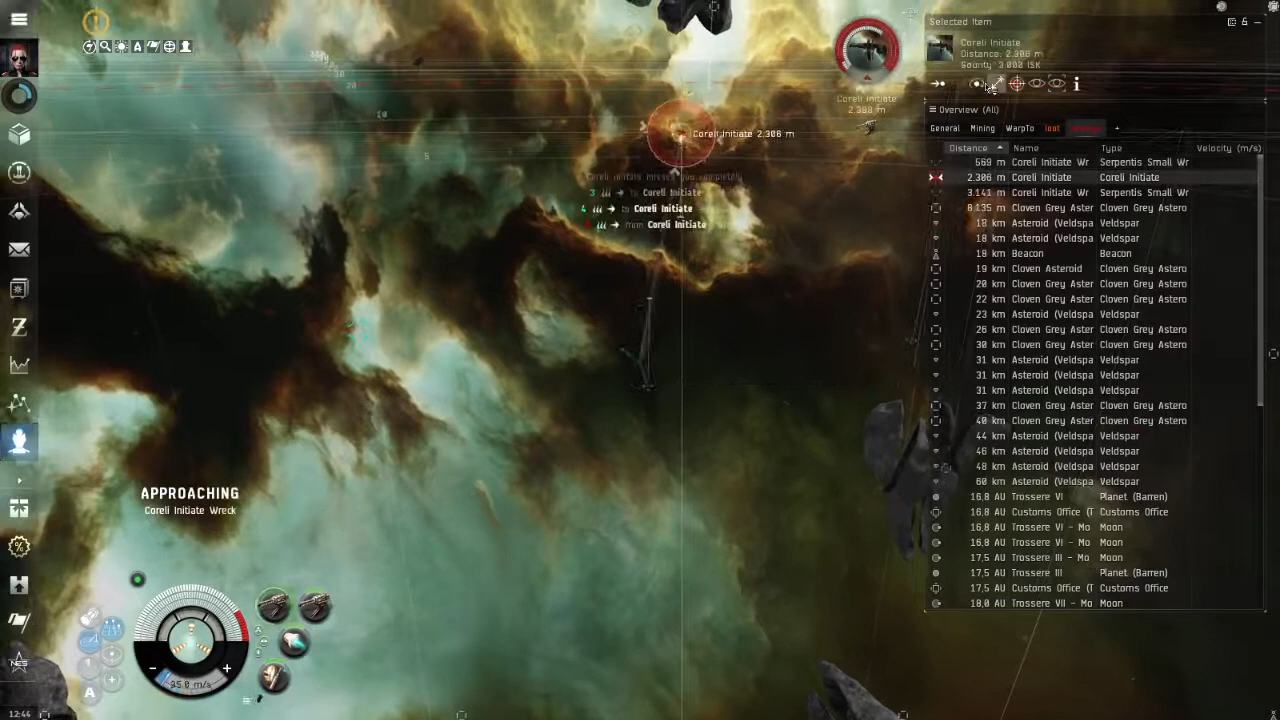 Selected Item
Coreli Initiate
Distance: 2.306 m
Bounty: 3.002 ISK
Coreli Initiate
Coreli Initiate 2.306 m
Overview (All)
General Mining WarpTo loot
Distance Name Type Velocity (m/s)
569 m Coreli Initiate Wr Serpentis Small Wr
2.306 m Coreli Initiate Coreli Initiate
3.141 m Coreli Initiate Wr Serpentis Small Wr
8.135 m Cloven Grey Aster Cloven Grey Astero
18 km Asteroid (Veldspa Veldspar
18 km Asteroid (Veldspa Veldspar
19 km Beacon Beacon
19 km Cloven Asteroid Cloven Grey Astero
20 km Cloven Grey Aster Cloven Grey Astero
22 km Cloven Grey Aster Cloven Grey Astero
23 km Asteroid (Veldspa Veldspar
26 km Cloven Grey Aster Cloven Grey Astero
30 km Cloven Grey Aster Cloven Grey Astero
31 km Asteroid (Veldspa Veldspar
31 km Asteroid (Veldspa Veldspar
31 km Asteroid (Veldspa Veldspar
37 km Cloven Grey Aster Cloven Grey Astero
40 km Cloven Grey Aster Cloven Grey Astero
44 km Asteroid (Veldspa Veldspar
46 km Asteroid (Veldspa Veldspar
48 km Asteroid (Veldspa Veldspar
60 km Asteroid (Veldspa Veldspar
16,8 AU Trossere VI Planet (Barren)
16,8 AU Customs Office (T Customs Office
16,8 AU Trossere VI - Mo Moon
16,8 AU Trossere VI - Mo Moon
17,5 AU Trossere III - Mo Moon
17,5 AU Trossere III Planet (Barren)
17,5 AU Customs Office (T Customs Office
18,0 AU Trossere VII - Mo Moon
Coreli Initiate misses you completely
3 to Coreli Initiate
4 to Coreli Initiate
from Coreli Initiate
APPROACHING
Coreli Initiate Wreck
A
12:44